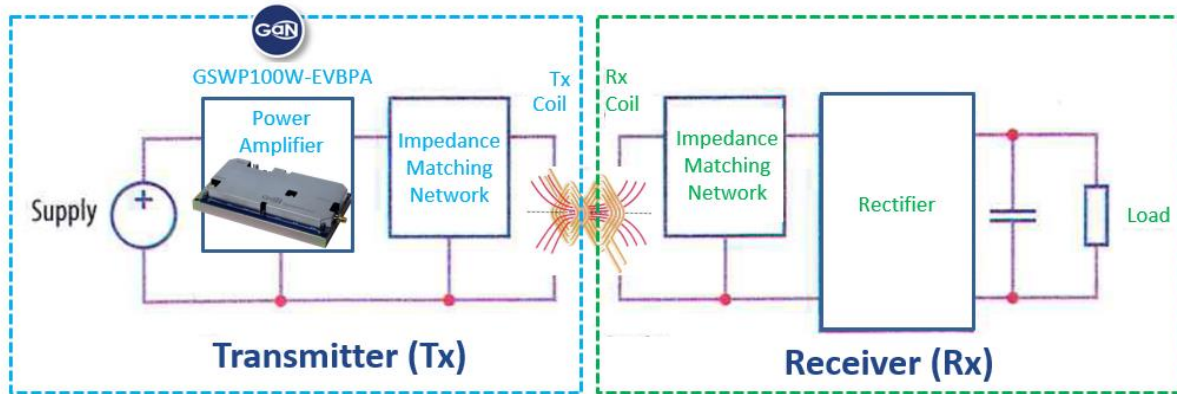 GaN
GSWP100W-EVBPA
Power
Amplifier
Impedance
Matching
Network
Tx
Coil
Supply
+
Transmitter (Tx)
Rx
Coil
Impedance
Matching
Network
Rectifier
Load
Receiver (Rx)